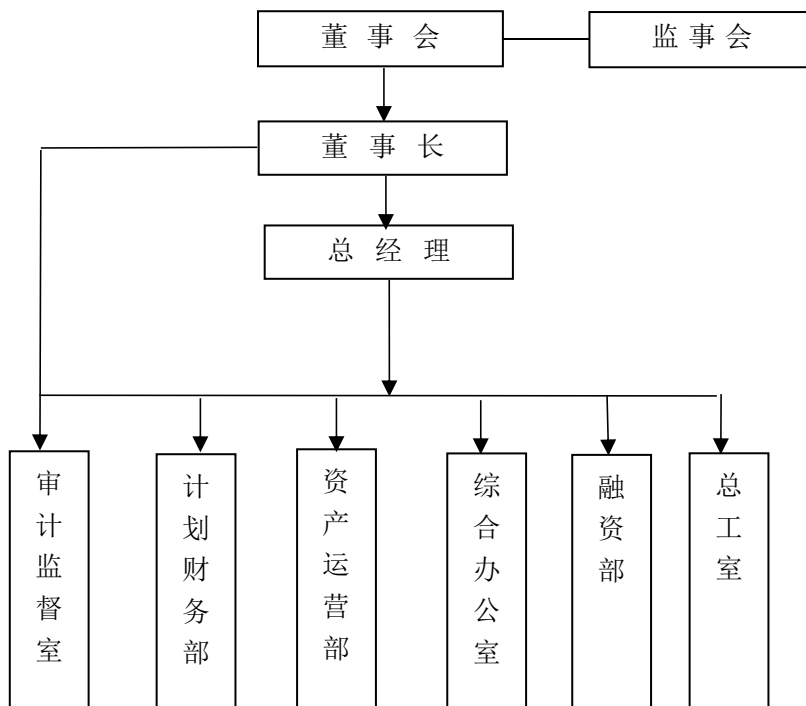 董事会
监事会
董事长
总经理
审计监督室
计划财务部
资产运营部
综合办公室
融资部
总工室